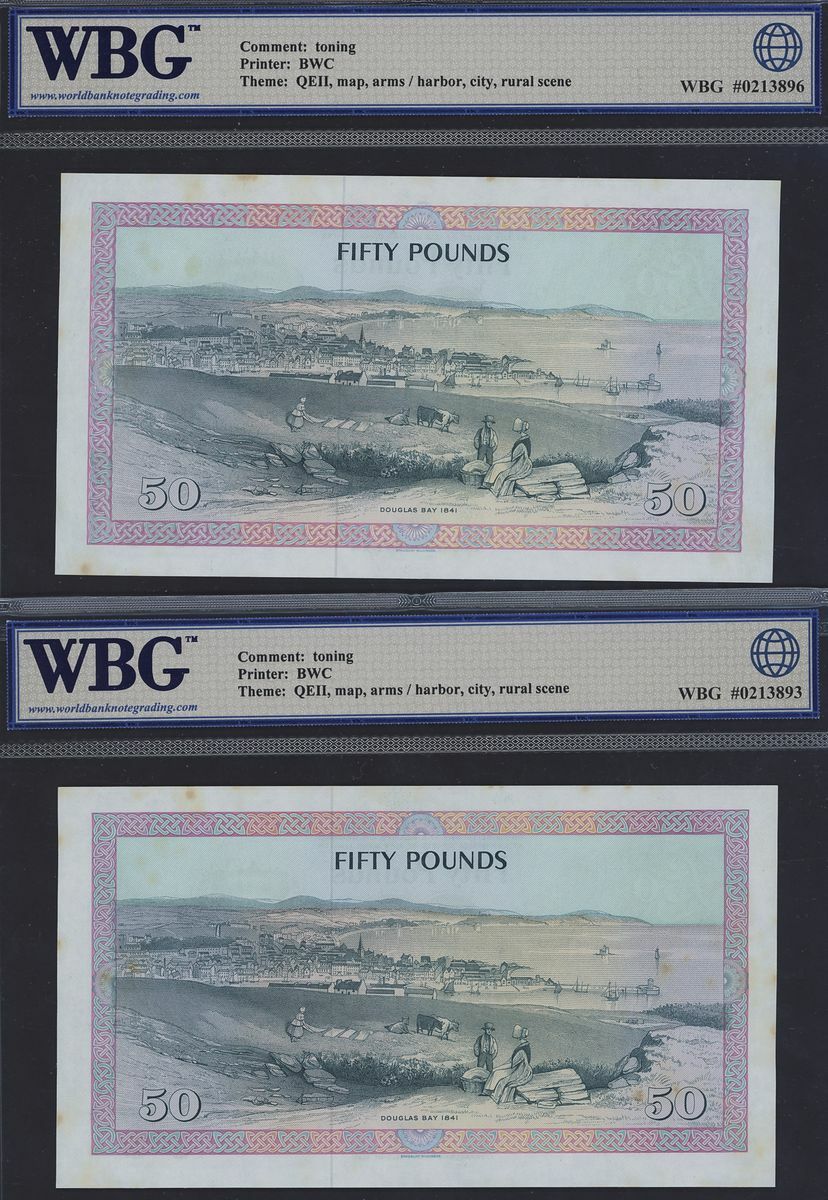 WBG™
www.worldbanknotegrading.com
Comment: toning
Printer: BWC
Theme: QEII, map, arms / harbor, city, rural scene
WBG #0213896
FIFTY POUNDS
50
50
DOUGLAS BAY 1841
WBG™
www.worldbanknotegrading.com
Comment: toning
Printer: BWC
Theme: QEII, map, arms / harbor, city, rural scene
WBG #0213893
FIFTY POUNDS
50
50
DOUGLAS BAY 1841